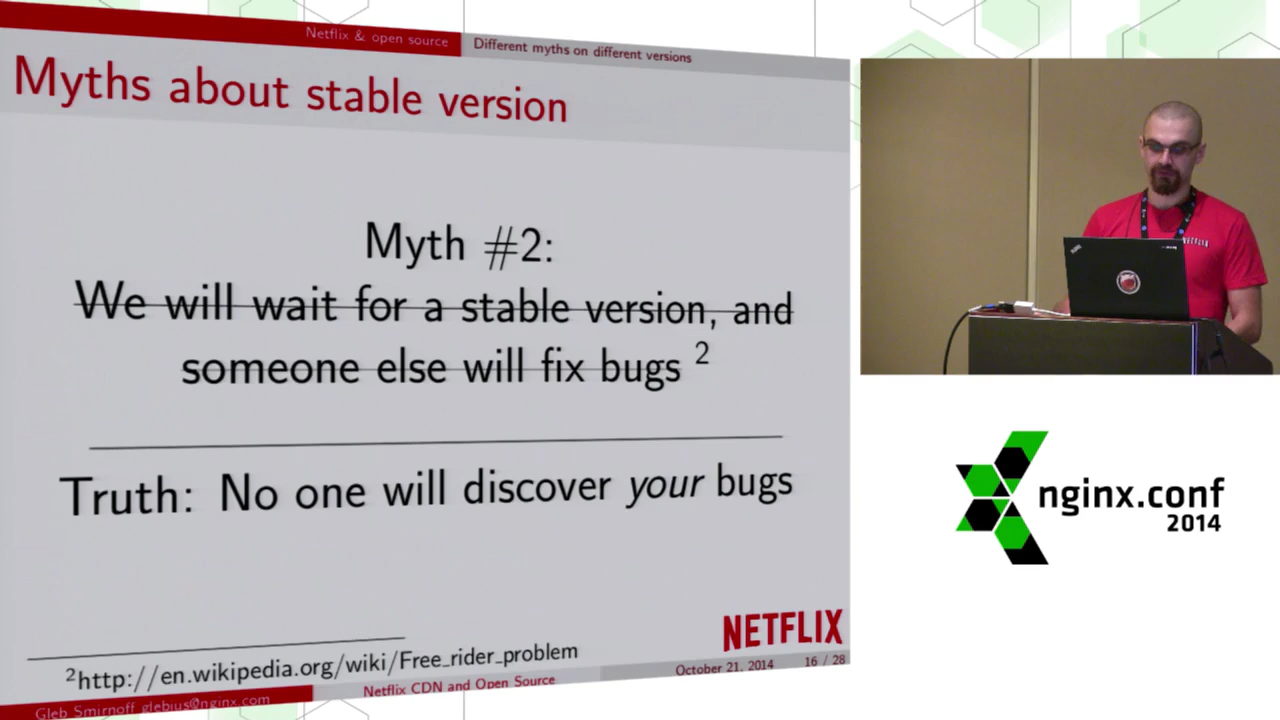 Netflix & open source
Different myths on different versions
Myths about stable version
Myth #2:
We will wait for a stable version, and
someone else will fix bugs 2
Truth: No one will discover your bugs
NETFLIX
2http://en.wikipedia.org/wiki/Free_rider_problem
October 21, 2014 16 / 28
Netflix CDN and Open Source
Gleb Smirnoff glebius@nginx.com
NETFLIX
nginx.conf
2014